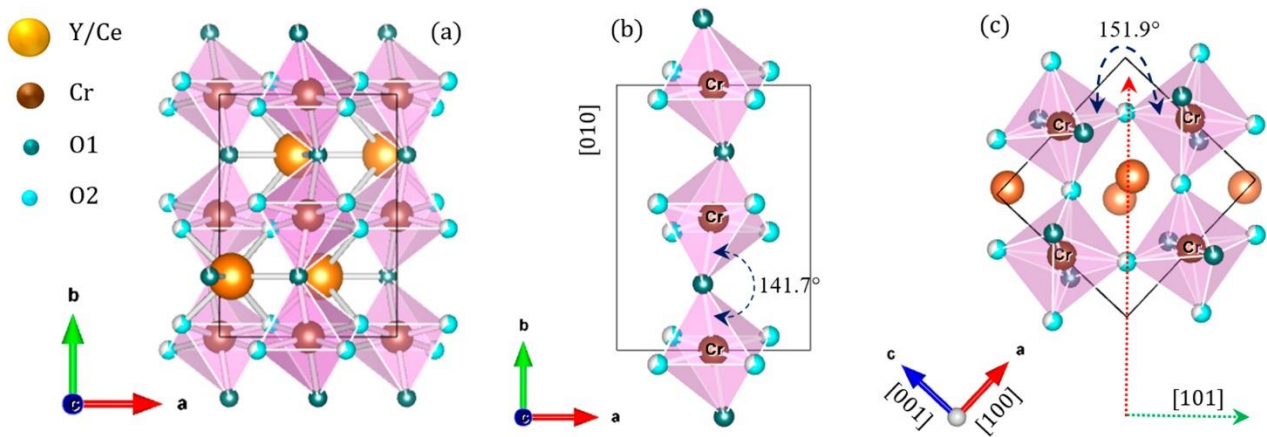 Y/Ce
Cr
O1
O2
(a)
b
c
a
(b)
[010]
Cr
Cr
141.7°
Cr
b
c
a
(c)
151.9°
Cr
Cr
Cr
Cr
c
a
[001]
[100]
[101]